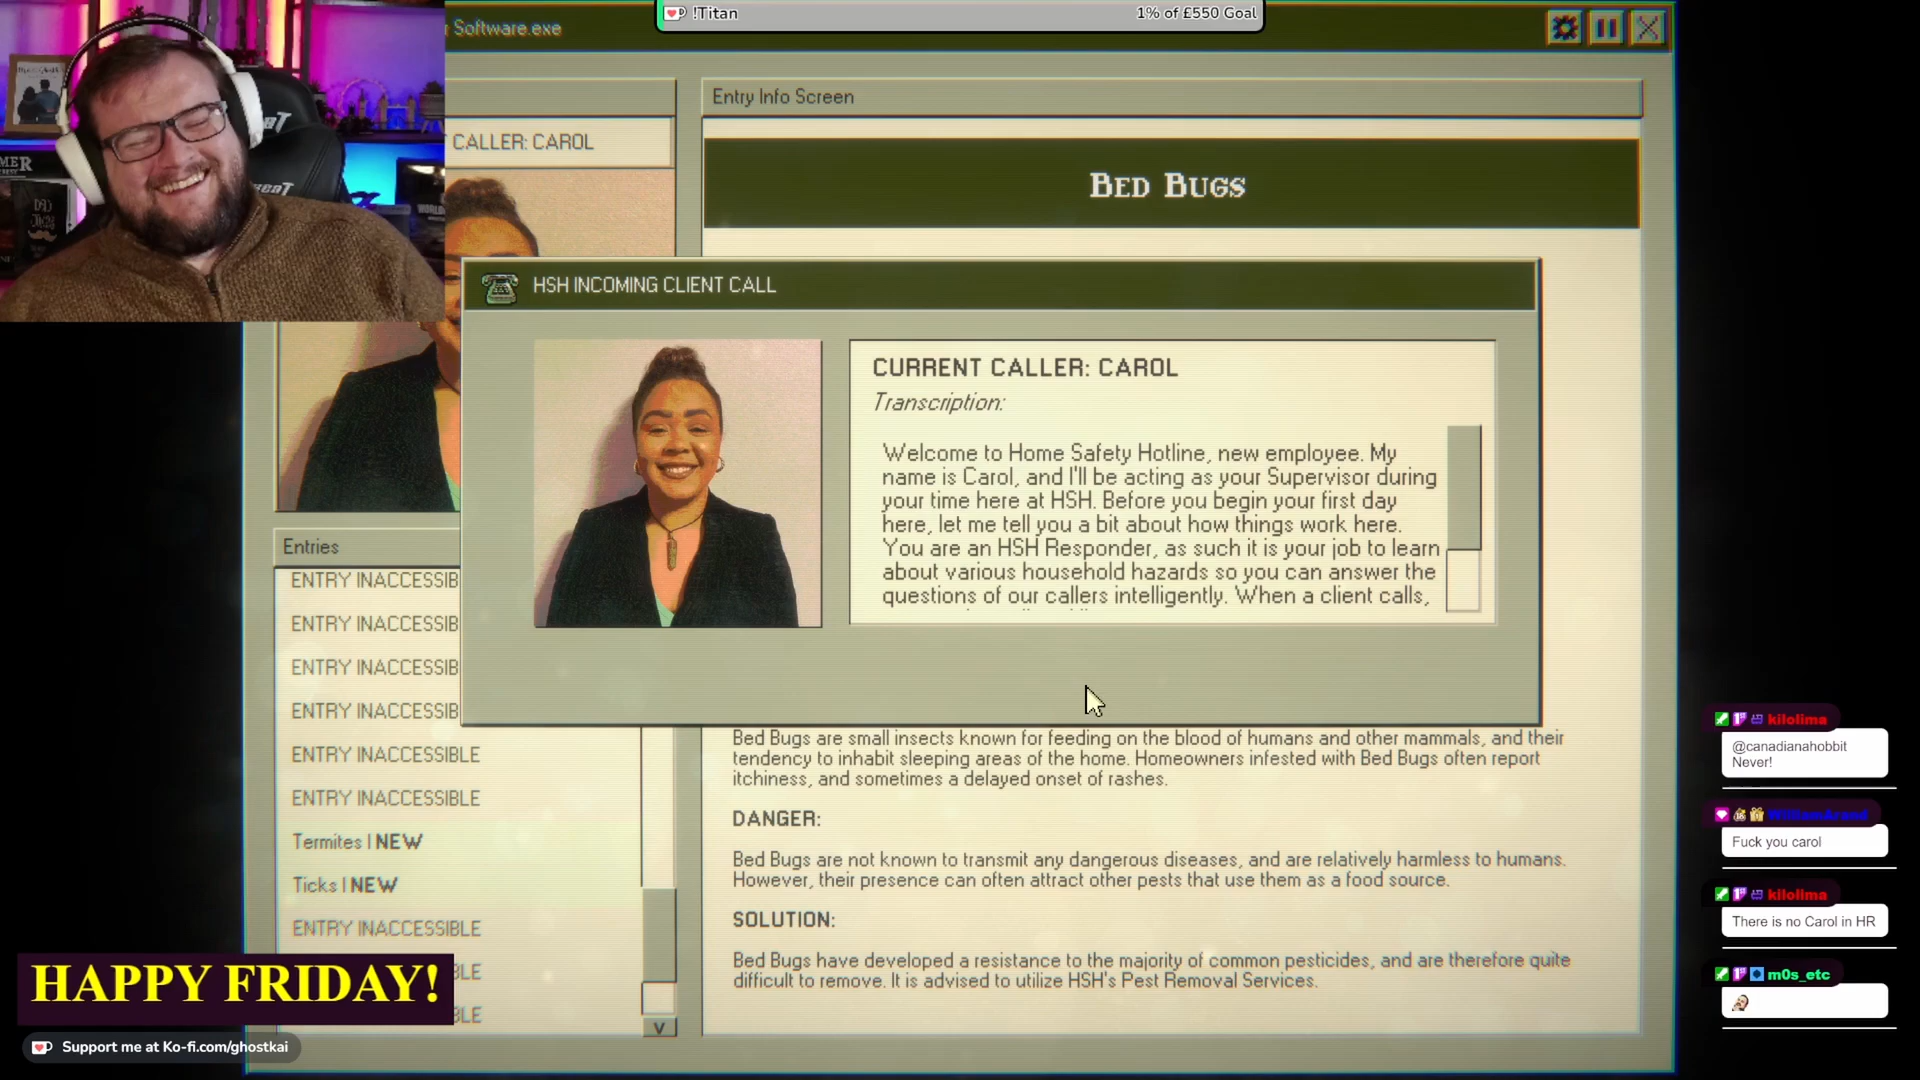 Software.exe
!Titan
1% of £550 Goal
CALLER: CAROL
Entry Info Screen
BED BUGS
HSH INCOMING CLIENT CALL
CURRENT CALLER: CAROL
Transcription:
Welcome to Home Safety Hotline, new employee. My
name is Carol, and I'll be acting as your Supervisor during
your time here at HSH. Before you begin your first day
here, let me tell you a bit about how things work here.
You are an HSH Responder, as such it is your job to learn
about various household hazards so you can answer the
questions of our callers intelligently. When a client calls,
Entries
ENTRY INACCESSIB
ENTRY INACCESSIB
ENTRY INACCESSIB
ENTRY INACCESSIB
ENTRY INACCESSIBLE
ENTRY INACCESSIBLE
Termites | NEW
Ticks | NEW
ENTRY INACCESSIBLE
BLE
BLE
Bed Bugs are small insects known for feeding on the blood of humans and other mammals, and their
tendency to inhabit sleeping areas of the home. Homeowners infested with Bed Bugs often report
itchiness, and sometimes a delayed onset of rashes.
DANGER:
Bed Bugs are not known to transmit any dangerous diseases, and are relatively harmless to humans.
However, their presence can often attract other pests that use them as a food source.
SOLUTION:
Bed Bugs have developed a resistance to the majority of common pesticides, and are therefore quite
difficult to remove. It is advised to utilize HSH's Pest Removal Services.
HAPPY FRIDAY!
Support me at Ko-fi.com/ghostkai
kilolima
@canadianahobbit
Never!
Fuck you carol
kilolima
There is no Carol in HR
m0s_etc